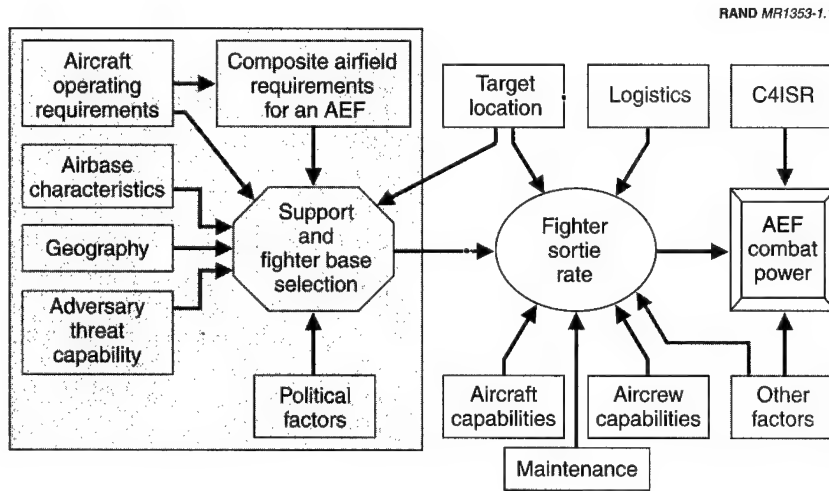 RAND MR1353-1.
Aircraft
operating
requirements
Composite airfield
requirements
for an AEF
Target
location
Logistics
C4ISR
Airbase
characteristics
Geography
Adversary
threat
capability
Support
and
fighter base
selection
Fighter
sortie
rate
AEF
combat
power
Political
factors
Aircraft
capabilities
Aircrew
capabilities
Other
factors
Maintenance